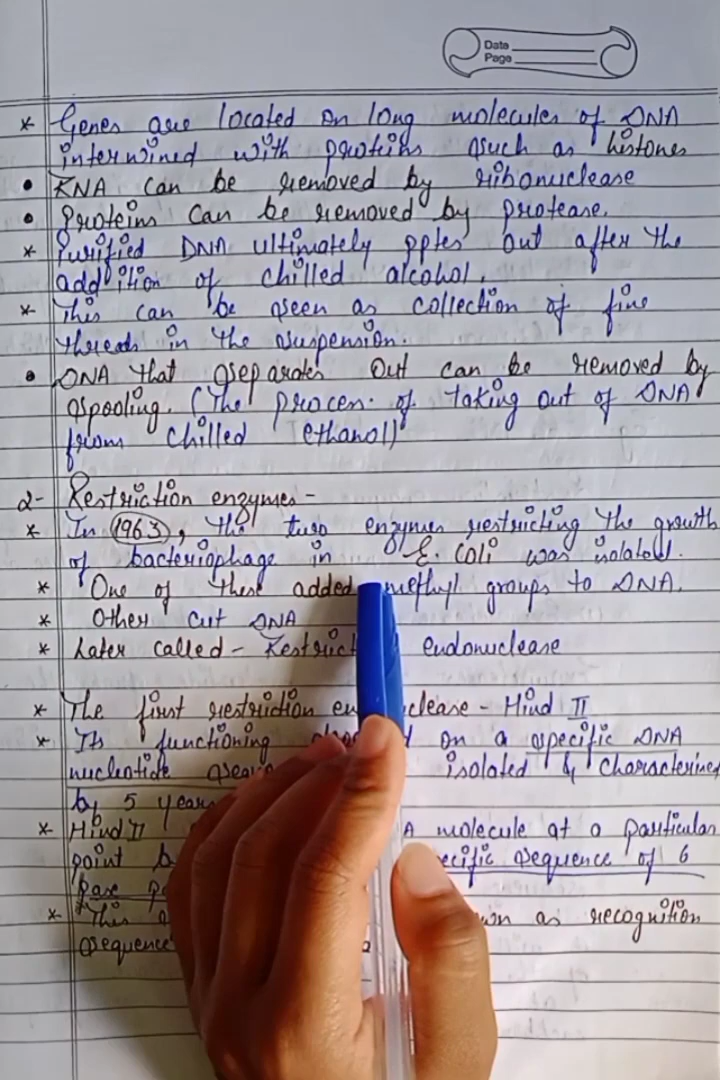 Date
Page
* Genes are located on long molecules of DNA
interwined with proteins such as histones
• RNA can be removed by ribonuclease
• Proteins can be removed by protease.
* Purified DNA ultimately pptes out after the
addition of chilled alcohol.
* This can be seen as collection of fine
threads in the suspension.
• DNA that seperates out can be removed by
spooling. (The process of taking out of DNA
from chilled ethanol)
2- Restriction enzymes -
* In 1963, the two enzymes restricting the growth
of bacteriophage in E. Coli was isolated.
* One of these added methyl groups to DNA.
* Other cut DNA
* Later called - Restrict endonuclease
* The first restriction en clease - Hind II
* Its functioning on a specific DNA
nucleotide isolated & characterised
by 5 years
* Hind II molecule at a particular
point sequence of 6
base
* This as recognition
sequence